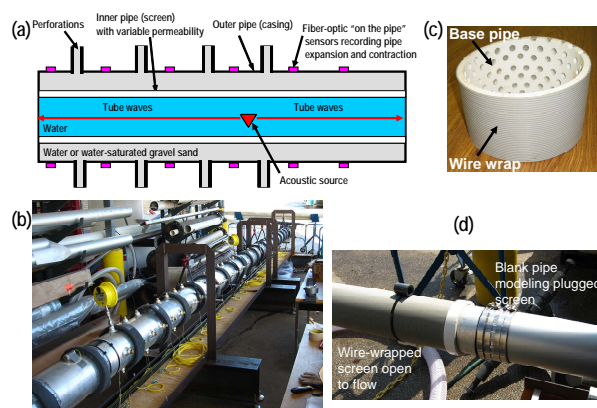 (a)
Perforations
Inner pipe (screen)
with variable permeability
Outer pipe (casing)
Fiber-optic “on the pipe”
sensors recording pipe
expansion and contraction
Tube waves
Tube waves
Water
Water or water-saturated gravel sand
Acoustic source
(b)
(c)
Base pipe
Wire wrap
(d)
Blank pipe
modeling plugged
screen
Wire-wrapped
screen open
to flow